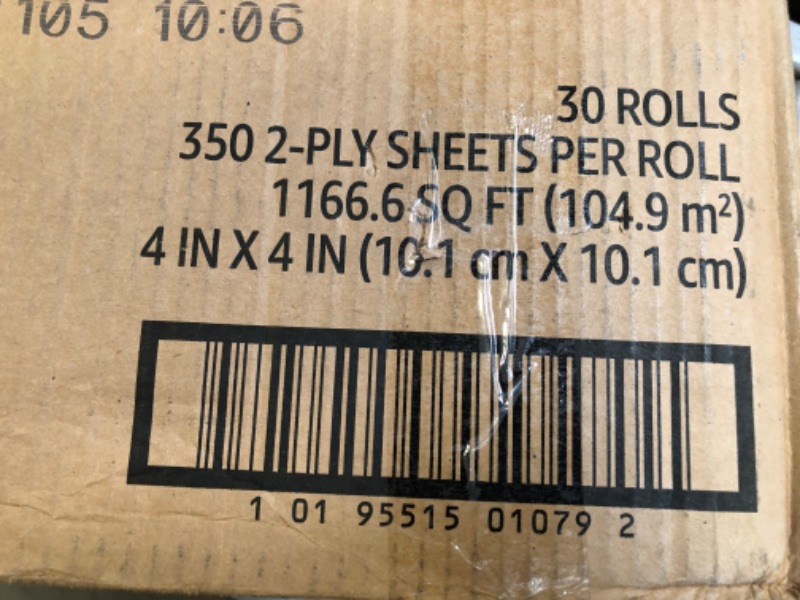 105 10:06
30 ROLLS
350 2-PLY SHEETS PER ROLL
1166.6 SQ FT (104.9 m²)
4 IN X 4 IN (10.1 cm X 10.1 cm)
1 01 95515 01079 2